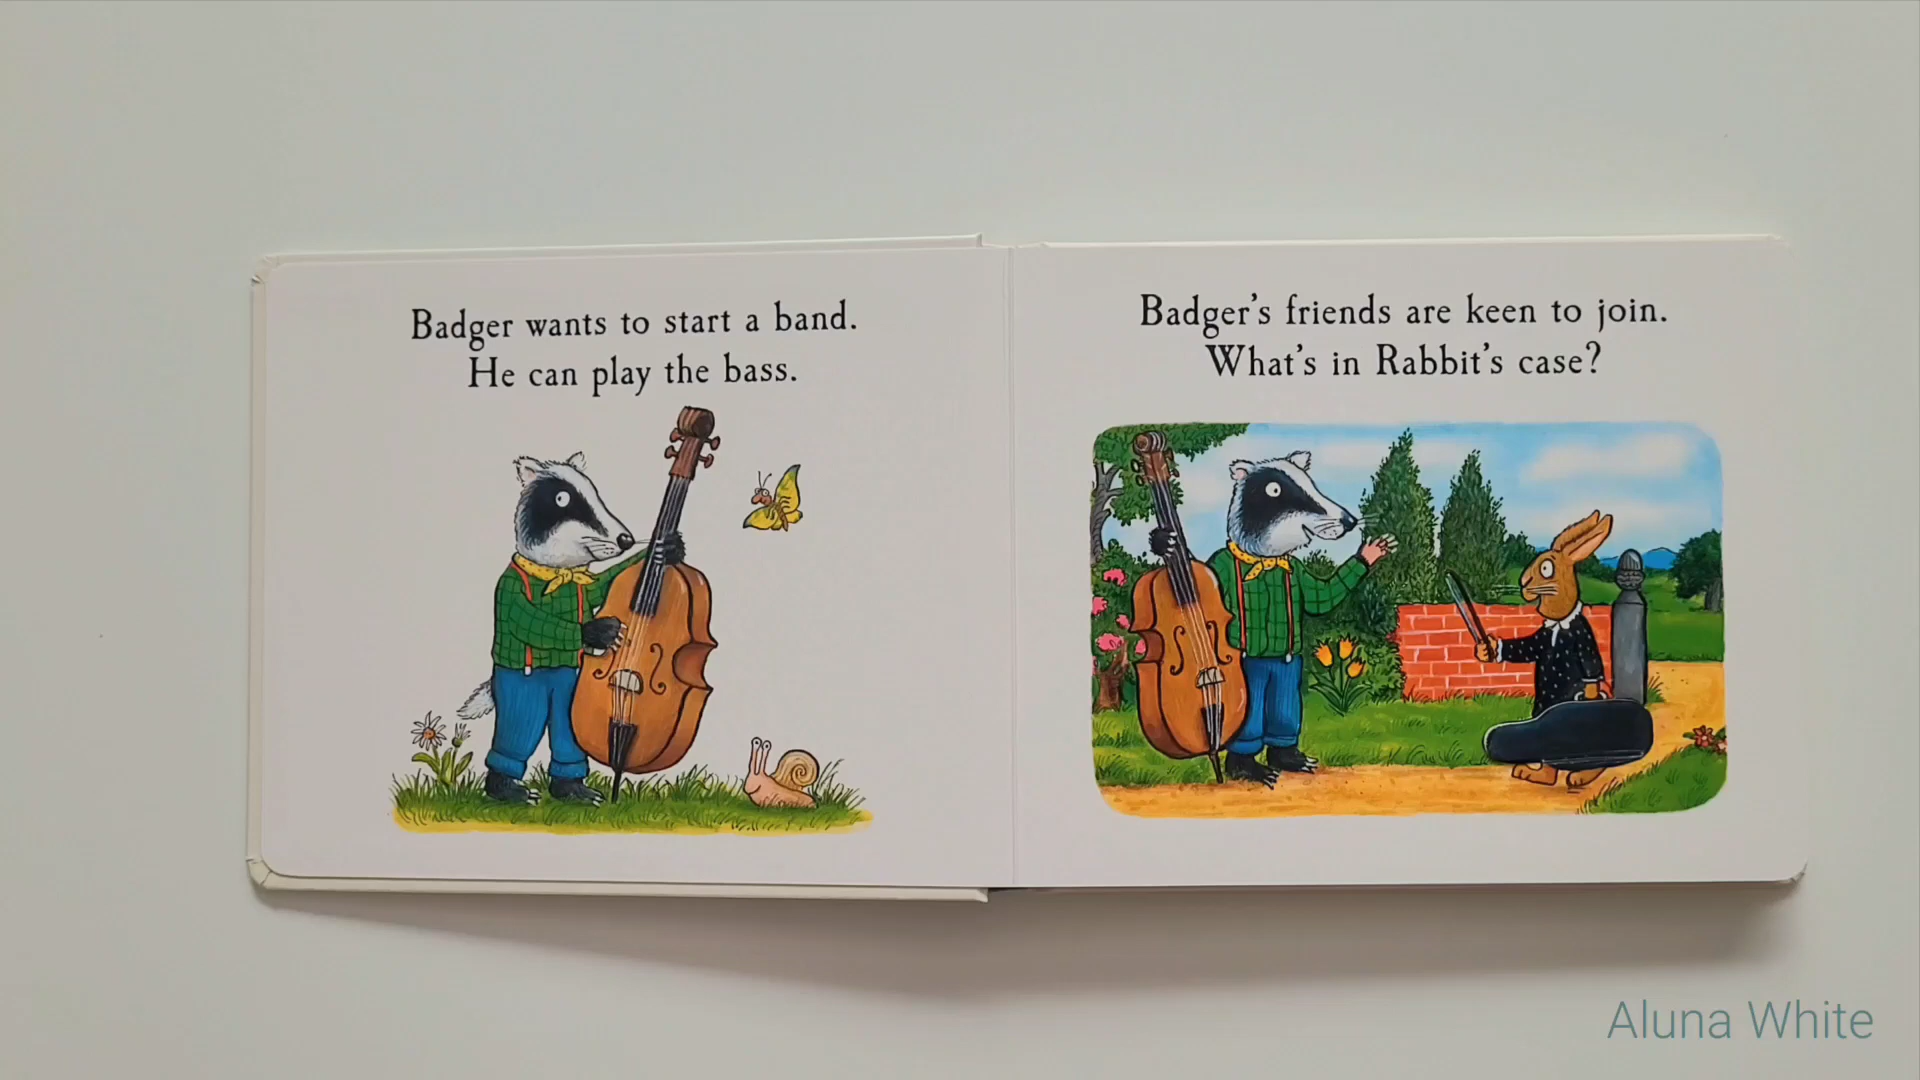 Badger wants to start a band.
He can play the bass.
Badger's friends are keen to join.
What's in Rabbit's case?
Aluna White